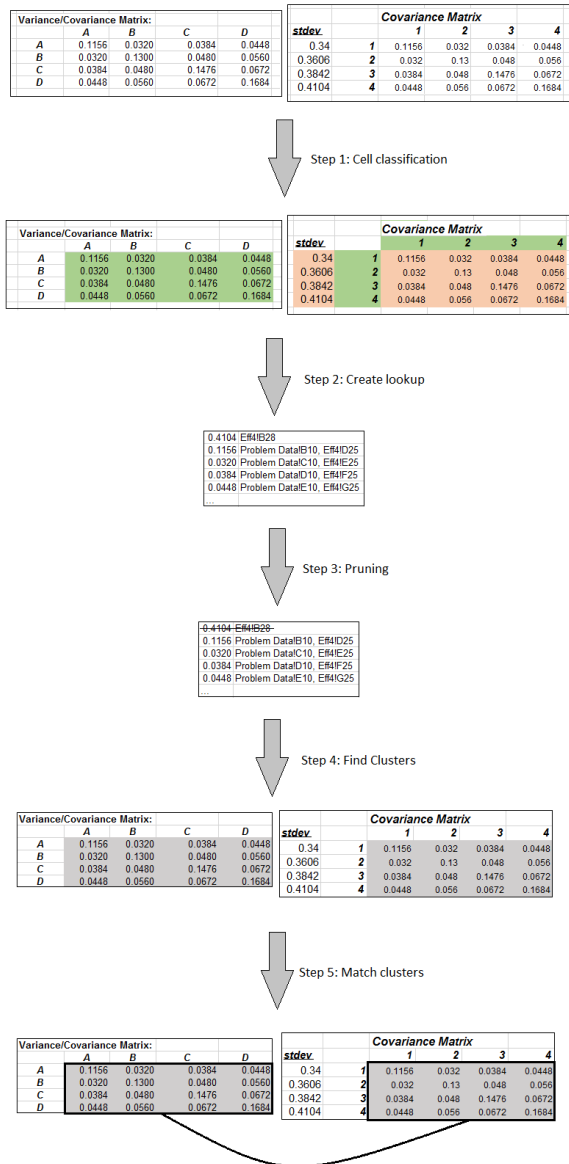 Variance/Covariance Matrix:
A B C D
A 0.1156 0.0320 0.0384 0.0448
B 0.0320 0.1300 0.0480 0.0560
C 0.0384 0.0480 0.1476 0.0672
D 0.0448 0.0560 0.0672 0.1684
Covariance Matrix
stdev 1 2 3 4
0.34 1 0.1156 0.032 0.0384 0.0448
0.3606 2 0.032 0.13 0.048 0.056
0.3842 3 0.0384 0.048 0.1476 0.0672
0.4104 4 0.0448 0.056 0.0672 0.1684
Step 1: Cell classification
Variance/Covariance Matrix:
A B C D
A 0.1156 0.0320 0.0384 0.0448
B 0.0320 0.1300 0.0480 0.0560
C 0.0384 0.0480 0.1476 0.0672
D 0.0448 0.0560 0.0672 0.1684
Covariance Matrix
stdev 1 2 3 4
0.34 1 0.1156 0.032 0.0384 0.0448
0.3606 2 0.032 0.13 0.048 0.056
0.3842 3 0.0384 0.048 0.1476 0.0672
0.4104 4 0.0448 0.056 0.0672 0.1684
Step 2: Create lookup
0.4104 Eff4!B28
0.1156 Problem Data!B10, Eff4!D25
0.0320 Problem Data!C10, Eff4!E25
0.0384 Problem Data!D10, Eff4!F25
0.0448 Problem Data!E10, Eff4!G25
...
Step 3: Pruning
0.4104 Eff4!B28
0.1156 Problem Data!B10, Eff4!D25
0.0320 Problem Data!C10, Eff4!E25
0.0384 Problem Data!D10, Eff4!F25
0.0448 Problem Data!E10, Eff4!G25
...
Step 4: Find Clusters
Variance/Covariance Matrix:
A B C D
A 0.1156 0.0320 0.0384 0.0448
B 0.0320 0.1300 0.0480 0.0560
C 0.0384 0.0480 0.1476 0.0672
D 0.0448 0.0560 0.0672 0.1684
Covariance Matrix
stdev 1 2 3 4
0.34 1 0.1156 0.032 0.0384 0.0448
0.3606 2 0.032 0.13 0.048 0.056
0.3842 3 0.0384 0.048 0.1476 0.0672
0.4104 4 0.0448 0.056 0.0672 0.1684
Step 5: Match clusters
Variance/Covariance Matrix:
A B C D
A 0.1156 0.0320 0.0384 0.0448
B 0.0320 0.1300 0.0480 0.0560
C 0.0384 0.0480 0.1476 0.0672
D 0.0448 0.0560 0.0672 0.1684
Covariance Matrix
stdev 1 2 3 4
0.34 1 0.1156 0.032 0.0384 0.0448
0.3606 2 0.032 0.13 0.048 0.056
0.3842 3 0.0384 0.048 0.1476 0.0672
0.4104 4 0.0448 0.056 0.0672 0.1684